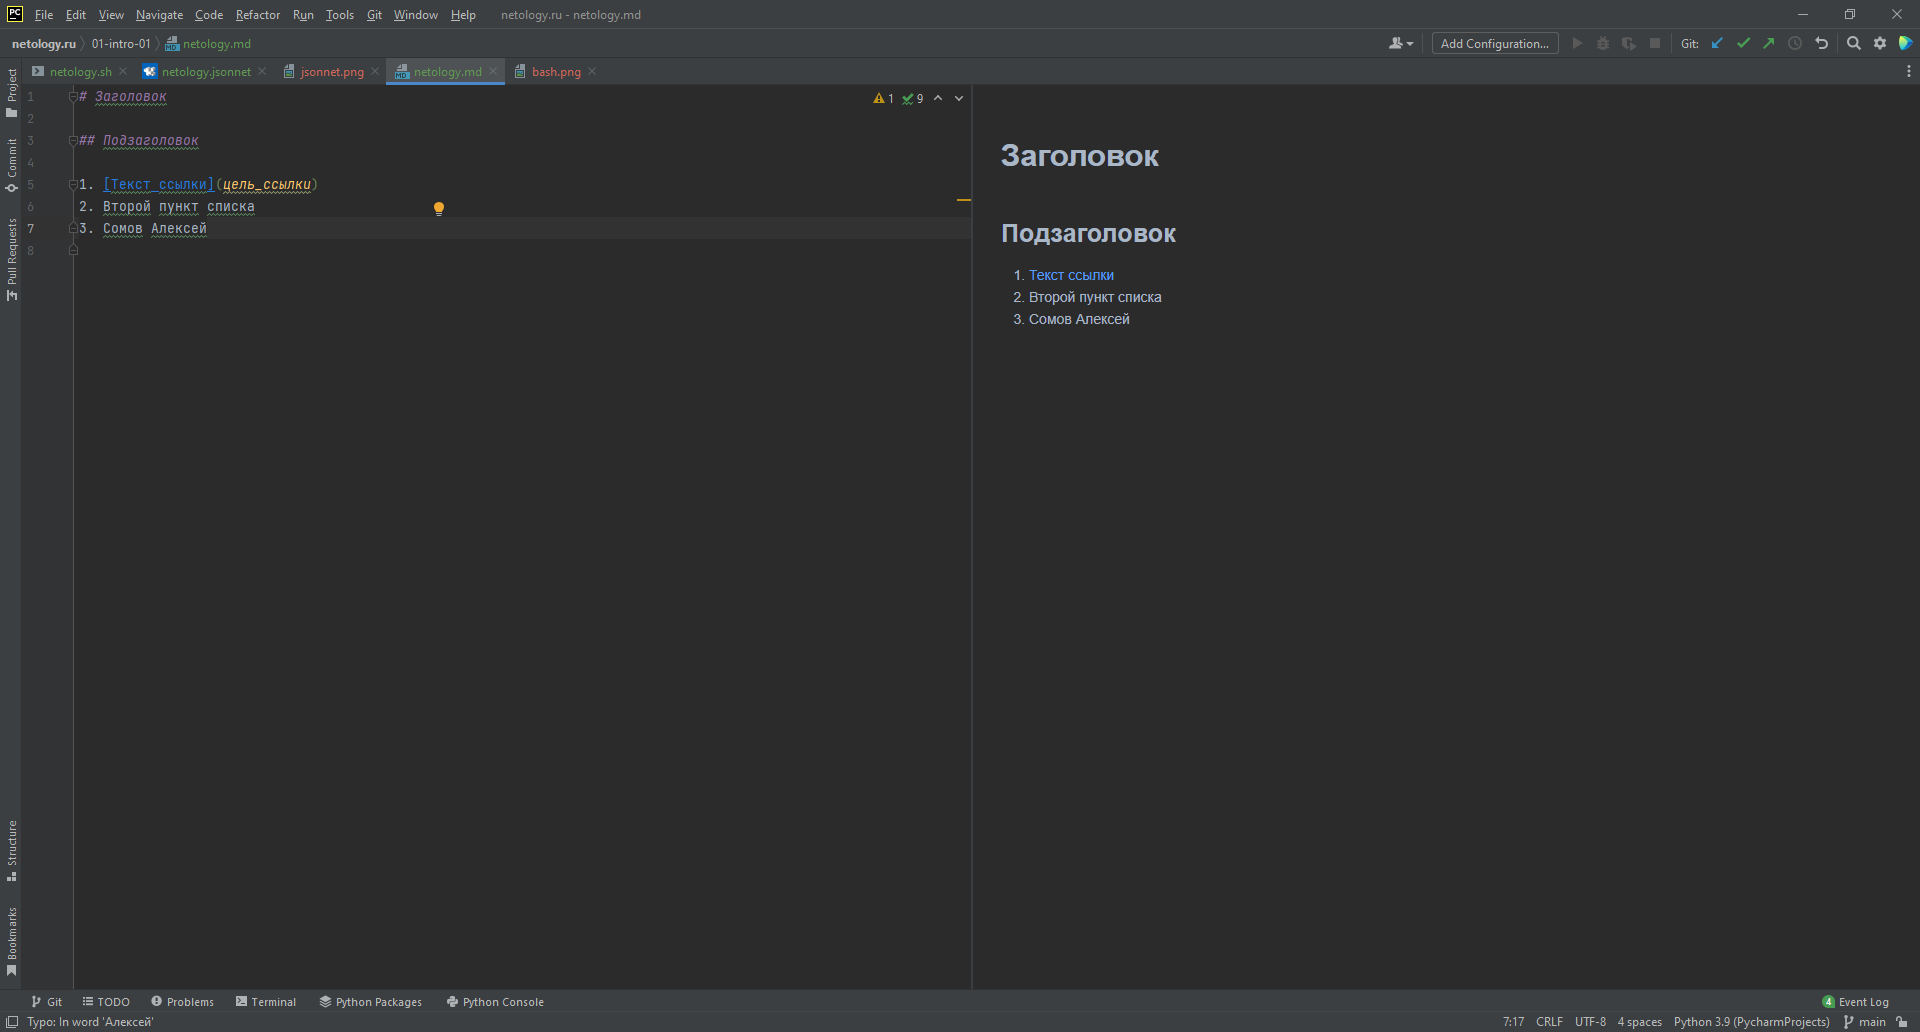 PC File Edit View Navigate Code Refactor Run Tools Git Window Help netology.ru - netology.md
netology.ru 01-intro-01 netology.md Add Configuration... Git:
netology.sh netology.jsonnet jsonnet.png netology.md bash.png
Project
Commit
Pull Requests
Structure
Bookmarks
1 # Заголовок
2
3 ## Подзаголовок
4
5 1. [Текст ссылки](цель_ссылки)
6 2. Второй пункт списка
7 3. Сомов Алексей
8
1 9
Заголовок
Подзаголовок
1. Текст ссылки
2. Второй пункт списка
3. Сомов Алексей
Git TODO Problems Terminal Python Packages Python Console 4 Event Log
Typo: In word 'Алексей' 7:17 CRLF UTF-8 4 spaces Python 3.9 (PycharmProjects) main